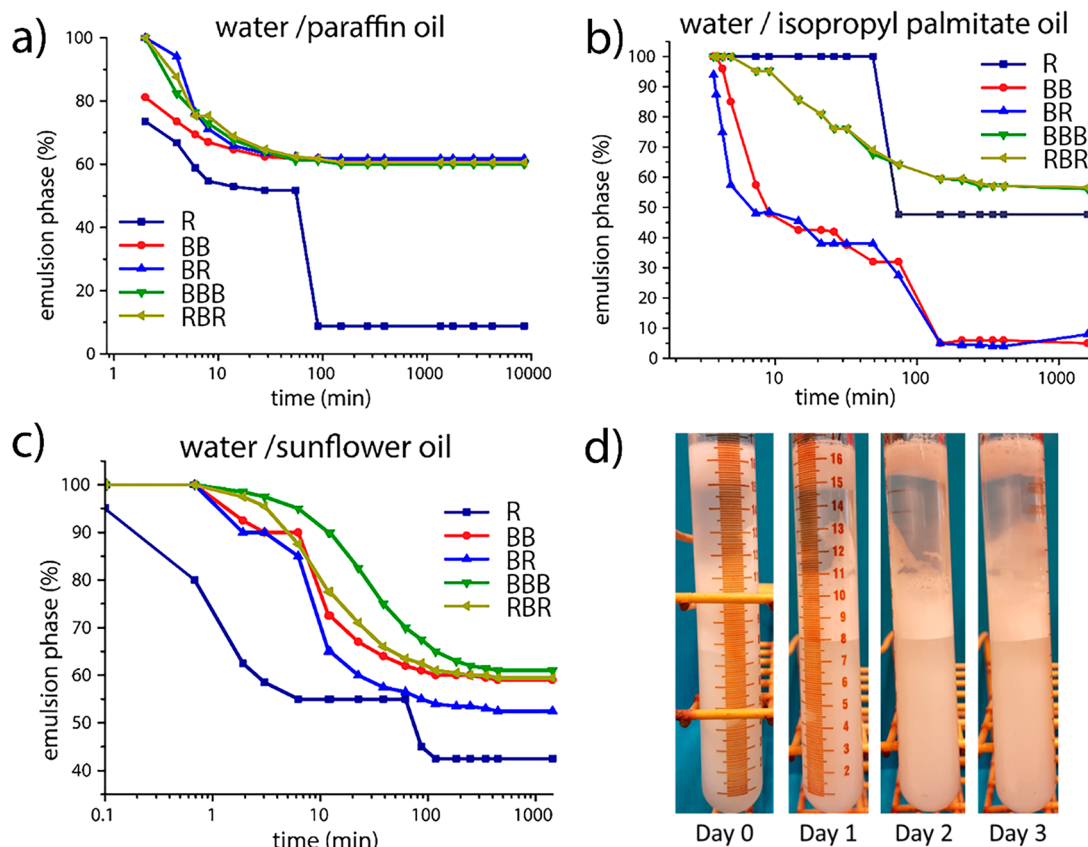 a)
water /paraffin oil
emulsion phase (%)
100
80
60
40
20
0
R
BB
BR
BBB
RBR
1
10
100
1000
10000
time (min)
b)
water / isopropyl palmitate oil
emulsion phase (%)
100
90
80
70
60
50
40
30
20
10
0
R
BB
BR
BBB
RBR
10
100
1000
time (min)
c)
water /sunflower oil
emulsion phase (%)
100
90
80
70
60
50
40
R
BB
BR
BBB
RBR
0.1
1
10
100
1000
time (min)
d)
16
15
14
13
12
11
10
9
8
7
6
5
4
3
2
Day 0
Day 1
Day 2
Day 3